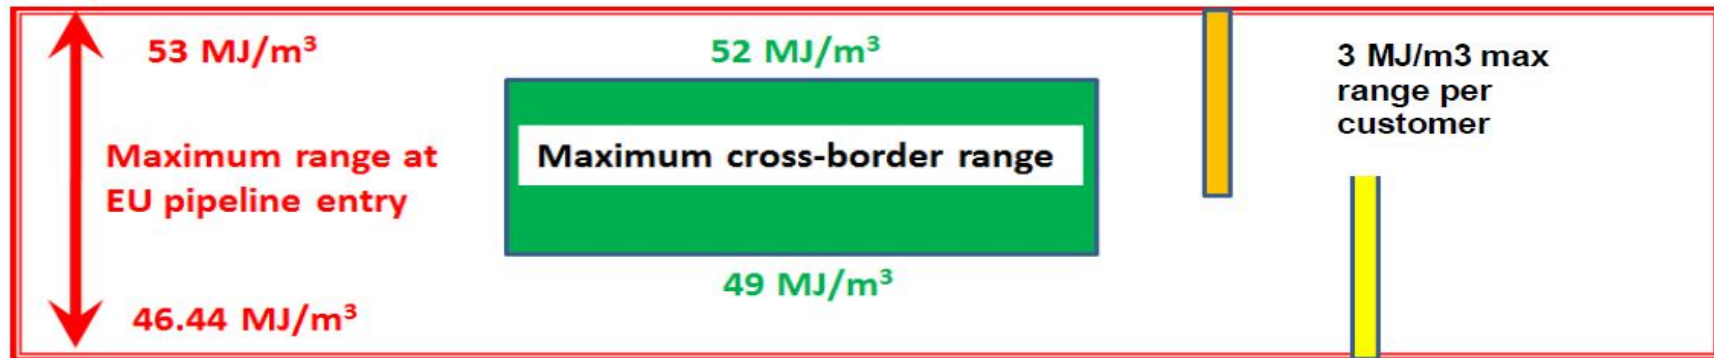 53 MJ/m³
Maximum range at
EU pipeline entry
46.44 MJ/m³
52 MJ/m³
Maximum cross-border range
49 MJ/m³
3 MJ/m3 max
range per
customer